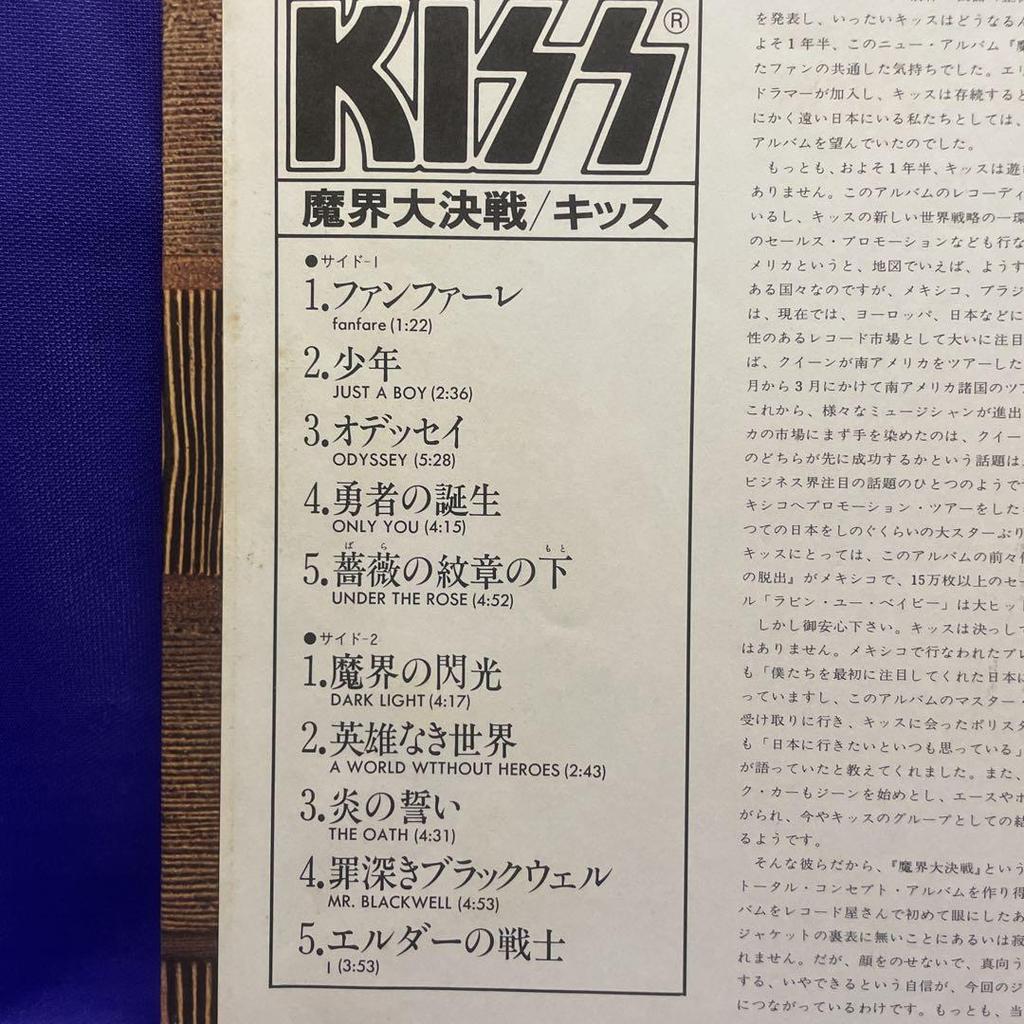 KISS®
魔界大決戦/キッス
●サイド-1
1.ファンファーレ
fanfare (1:22)
2.少年
JUST A BOY (2:36)
3.オデッセイ
ODYSSEY (5:28)
4.勇者の誕生
ONLY YOU (4:15)
ばら もと
5.薔薇の紋章の下
UNDER THE ROSE (4:52)
●サイド-2
1.魔界の閃光
DARK LIGHT (4:17)
2.英雄なき世界
A WORLD WTTHOUT HEROES (2:43)
3.炎の誓い
THE OATH (4:31)
4.罪深きブラックウェル
MR. BLACKWELL (4:53)
5.エルダーの戦士
I (3:53)
を発表し、いったいキッスはどうなる
よそ1年半、このニュー・アルバム『
たファンの共通した気持ちでした。エ
ドラマーが加入し、キッスは存続すると
にかく遠い日本にいる私たちとしては、
アルバムを望んでいたのでした。
もっとも、およそ1年半、キッスは遊
ありません。このアルバムのレコーディ
いるし、キッスの新しい世界戦略の一環
のセールス・プロモーションなども行な
メリカというと、地図でいえば、ようす
ある国々なのですが、メキシコ、ブラジ
は、現在では、ヨーロッパ、日本などに
性のあるレコード市場として大いに注目
ば、クイーンが南アメリカをツアーした
月から3月にかけて南アメリカ諸国のツ
これから、様々なミュージシャンが進出
カの市場にまず手を染めたのは、クイー
のどちらが先に成功するかという話題は
ビジネス界注目の話題のひとつのようで
キシコへプロモーション・ツアーをした
つての日本をしのぐくらいの大スターぶり
キッスにとっては、このアルバムの前々
の脱出』がメキシコで、15万枚以上のセー
ル「ラビン・ユー・ベイビー」は大ヒッ
しかし御安心下さい。キッスは決っして
はありません。メキシコで行なわれたプレ
も「僕たちを最初に注目してくれた日本に
っていますし、このアルバムのマスター・
受け取りに行き、キッスに会ったポリスタ
も「日本に行きたいといつも思っている」
が語っていたと教えてくれました。また、
ク・カーもジーンを始めとし、エースやポ
がられ、今やキッスのグループとしての結
るようです。
そんな彼らだから、『魔界大決戦』という
トータル・コンセプト・アルバムを作り得
バムをレコード屋さんで初めて眼にしたあ
ジャケットの裏表に無いことにあるいは寂
れません。だが、顔をのせないで、真向う
する、いやできるという自信が、今回のジ
につながっているわけです。もっとも、当